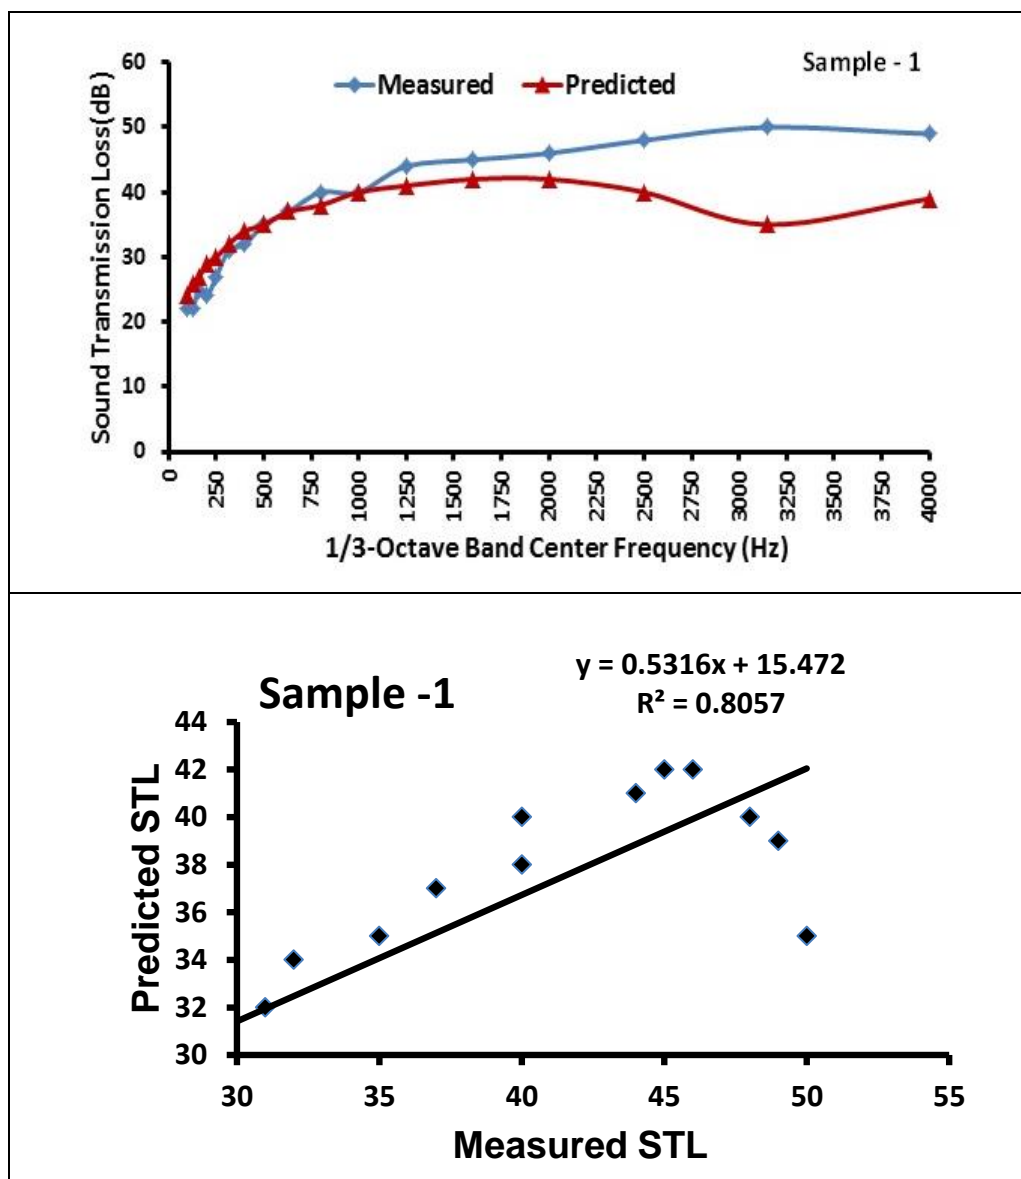 Sample - 1
Measured Predicted
Sound Transmission Loss(dB)
60
50
40
30
20
10
0
0 250 500 750 1000 1250 1500 1750 2000 2250 2500 2750 3000 3250 3500 3750 4000
1/3-Octave Band Center Frequency (Hz)
y = 0.5316x + 15.472
R² = 0.8057
Sample -1
Predicted STL
44
42
40
38
36
34
32
30
30 35 40 45 50 55
Measured STL